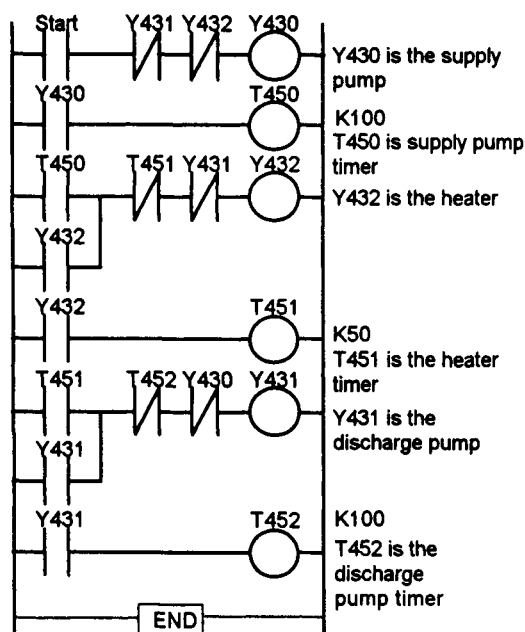 Start Y431 Y432 Y430
Y430 is the supply
pump
Y430 T450
K100
T450 is supply pump
timer
T450 T451 Y431 Y432
Y432 is the heater
Y432
Y432 T451
K50
T451 is the heater
timer
T451 T452 Y430 Y431
Y431 is the
discharge pump
Y431
Y431 T452
K100
T452 is the
discharge
pump timer
END